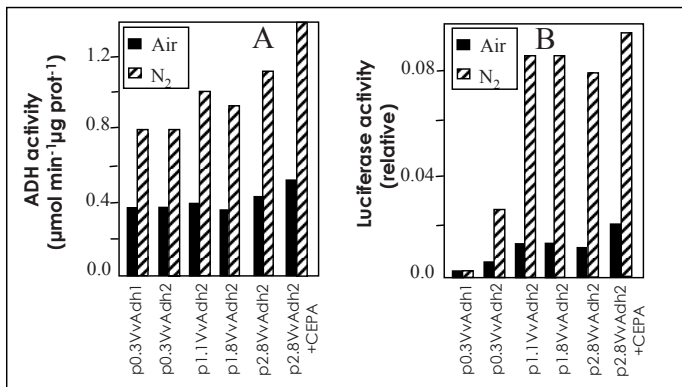 A
Air
N₂
1.2
0.8
0.4
0.0
ADH activity
(µmol min⁻¹µg prot⁻¹)
p0.3VvAdh1
p0.3VvAdh2
p1.1VvAdh2
p1.8VvAdh2
p2.8VvAdh2
p2.8VvAdh2
+CEPA
B
Air
N₂
0.08
0.04
0.0
Luciferase activity
(relative)
p0.3VvAdh1
p0.3VvAdh2
p1.1VvAdh2
p1.8VvAdh2
p2.8VvAdh2
p2.8VvAdh2
+CEPA